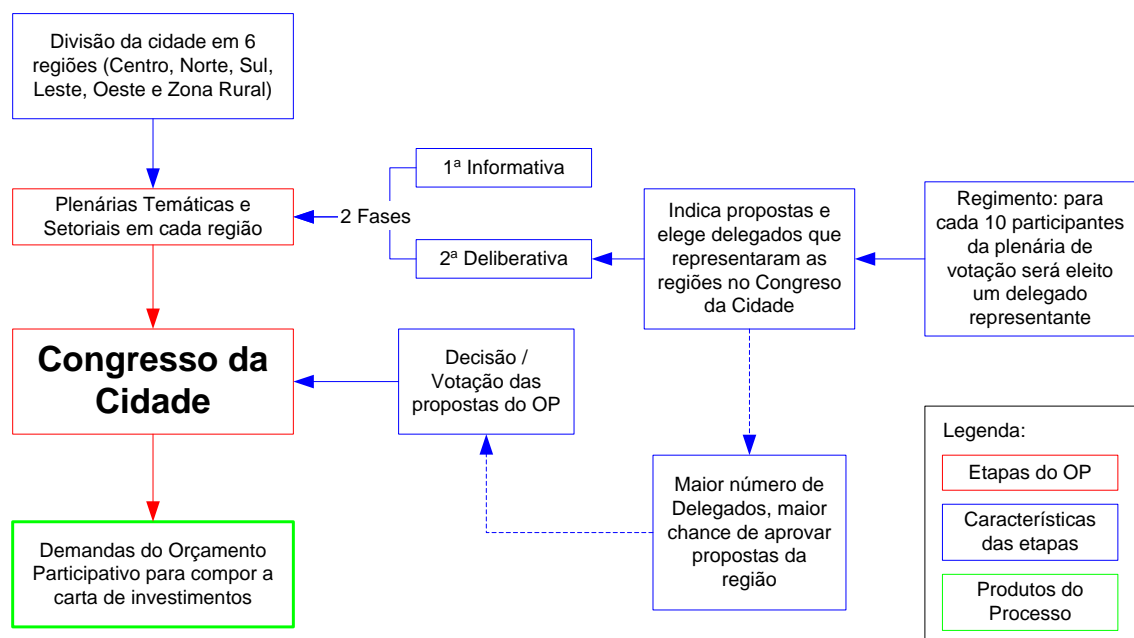 Divisão da cidade em 6
regiões (Centro, Norte, Sul,
Leste, Oeste e Zona Rural)
Plenárias Temáticas e
Setoriais em cada região
2 Fases
1ª Informativa
2ª Deliberativa
Indica propostas e
elege delegados que
representaram as
regiões no Congreso
da Cidade
Regimento: para
cada 10 participantes
da plenária de
votação será eleito
um delegado
representante
Congresso da
Cidade
Decisão /
Votação das
propostas do OP
Maior número de
Delegados, maior
chance de aprovar
propostas da
região
Demandas do Orçamento
Participativo para compor a
carta de investimentos
Legenda:
Etapas do OP
Característícas
das etapas
Produtos do
Processo